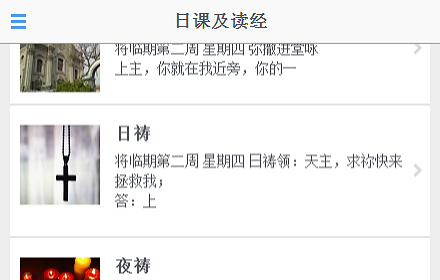 日课及读经
将临期第二周 星期四 弥撒进堂咏
上主，你就在我近旁，你的一
日祷
将临期第二周 星期四 日祷领：天主，求祢快来
拯救我；
答：上
夜祷